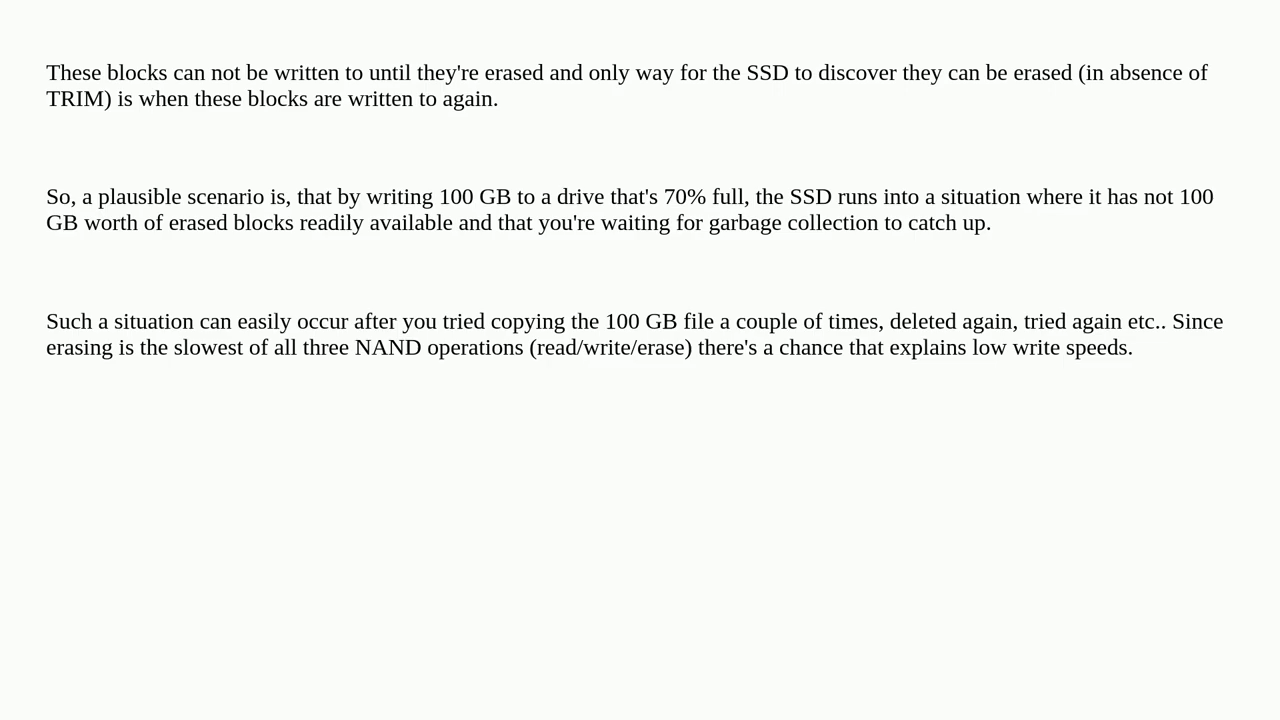 These blocks can not be written to until they're erased and only way for the SSD to discover they can be erased (in absence of
TRIM) is when these blocks are written to again.
So, a plausible scenario is, that by writing 100 GB to a drive that's 70% full, the SSD runs into a situation where it has not 100
GB worth of erased blocks readily available and that you're waiting for garbage collection to catch up.
Such a situation can easily occur after you tried copying the 100 GB file a couple of times, deleted again, tried again etc.. Since
erasing is the slowest of all three NAND operations (read/write/erase) there's a chance that explains low write speeds.